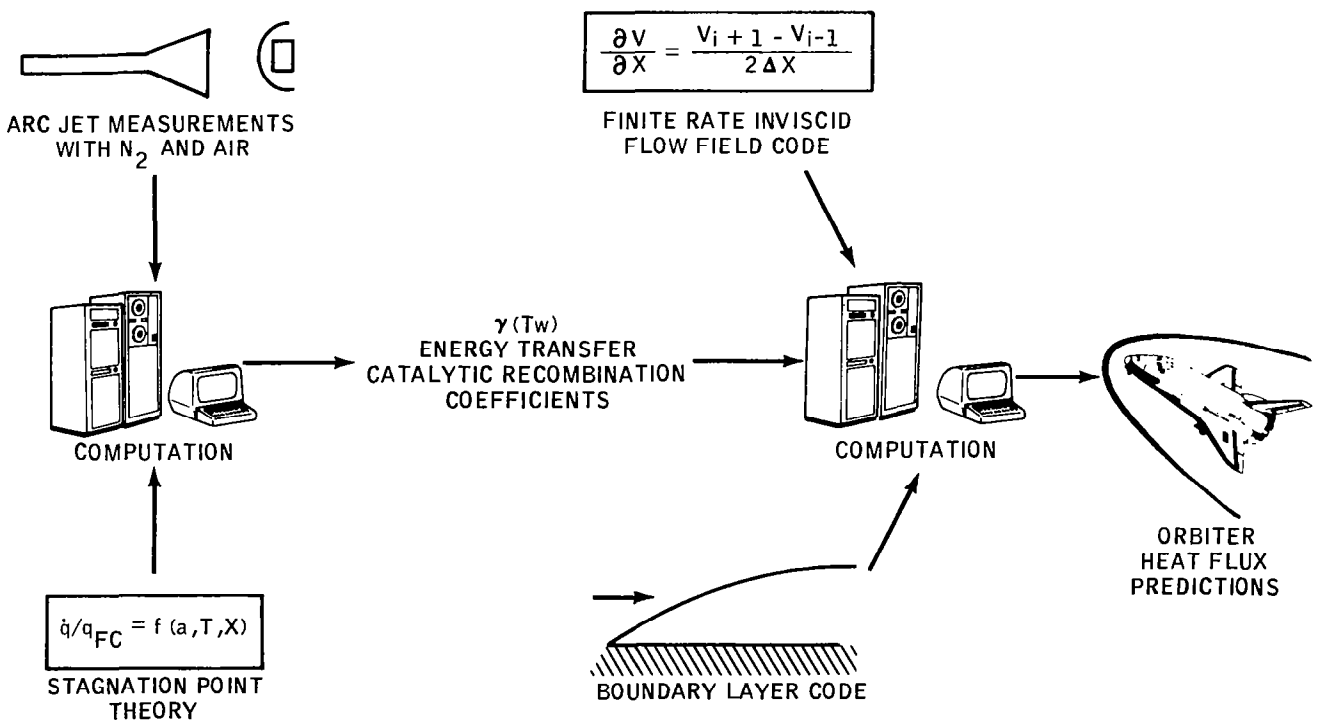 ARC JET MEASUREMENTS
WITH N2 AND AIR
∂V/∂X = Vi + 1 - Vi-1 / 2ΔX
FINITE RATE INVISCID
FLOW FIELD CODE
COMPUTATION
γ (Tw)
ENERGY TRANSFER
CATALYTIC RECOMBINATION
COEFFICIENTS
COMPUTATION
ORBITER
HEAT FLUX
PREDICTIONS
q̇/qFC = f (a,T,X)
STAGNATION POINT
THEORY
BOUNDARY LAYER CODE